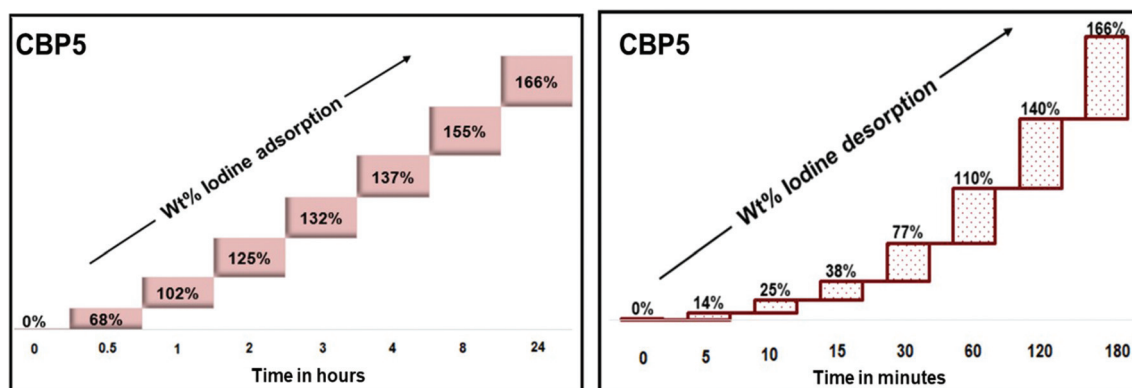 CBP5
Wt% Iodine adsorption
166%
155%
137%
132%
125%
102%
68%
0%
0 0.5 1 2 3 4 8 24
Time in hours
CBP5
Wt% Iodine desorption
166%
140%
110%
77%
38%
25%
14%
0%
0 5 10 15 30 60 120 180
Time in minutes